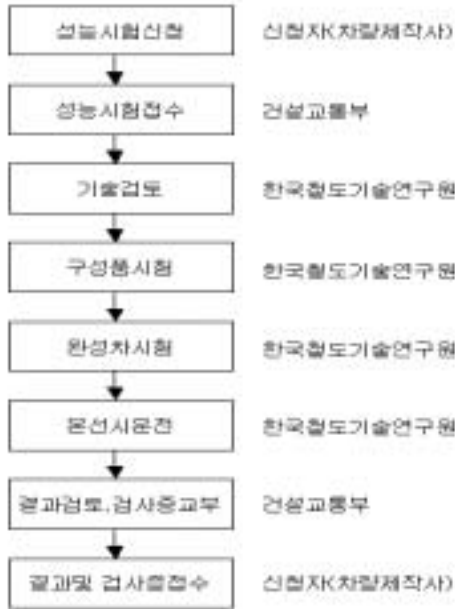 성능시험신청 신청자(차량제작사)
성능시험접수 건설교통부
기술검토 한국철도기술연구원
구성품시험 한국철도기술연구원
완성차시험 한국철도기술연구원
본선시운전 한국철도기술연구원
결과검토,검사증교부 건설교통부
결과및 검사증접수 신청자(차량제작사)